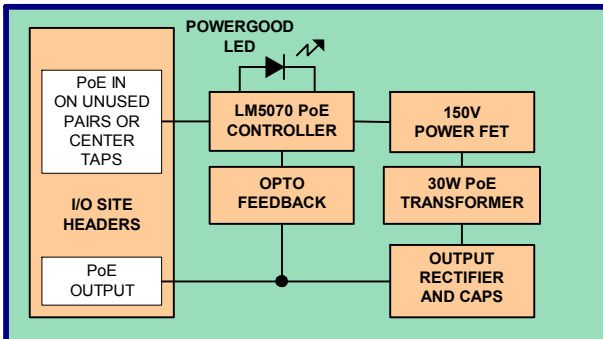 POWERGOOD
LED
PoE IN
ON UNUSED
PAIRS OR
CENTER
TAPS
LM5070 PoE
CONTROLLER
150V
POWER FET
I/O SITE
HEADERS
OPTO
FEEDBACK
30W PoE
TRANSFORMER
PoE
OUTPUT
OUTPUT
RECTIFIER
AND CAPS